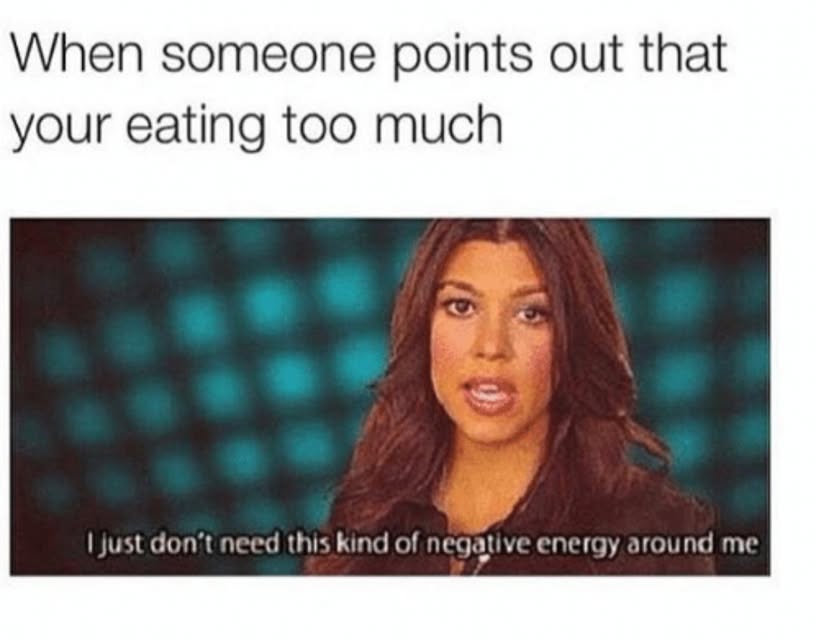 When someone points out that
your eating too much
I just don't need this kind of negative energy around me